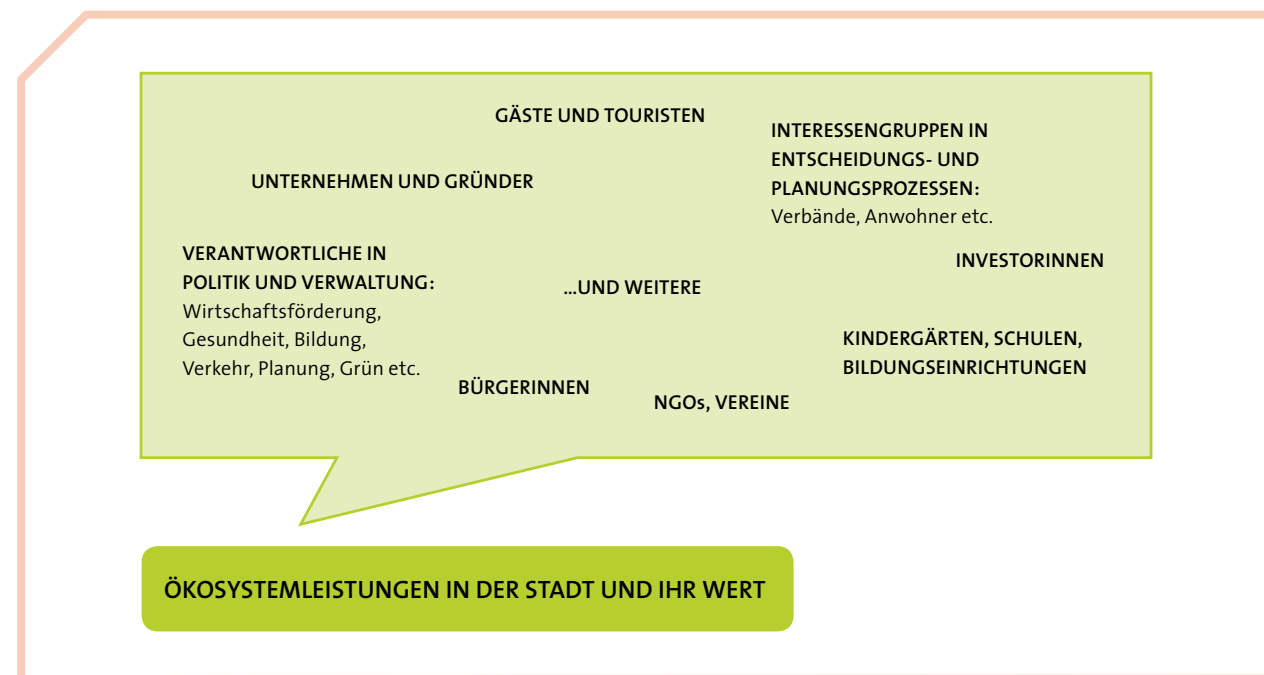 GÄSTE UND TOURISTEN
INTERESSENGRUPPEN IN
ENTSCHEIDUNGS- UND
PLANUNGSPROZESSEN:
Verbände, Anwohner etc.
UNTERNEHMEN UND GRÜNDER
VERANTWORTLICHE IN
POLITIK UND VERWALTUNG:
Wirtschaftsförderung,
Gesundheit, Bildung,
Verkehr, Planung, Grün etc.
...UND WEITERE
INVESTORINNEN
KINDERGÄRTEN, SCHULEN,
BILDUNGSEINRICHTUNGEN
BÜRGERINNEN
NGOs, VEREINE
ÖKOSYSTEMLEISTUNGEN IN DER STADT UND IHR WERT